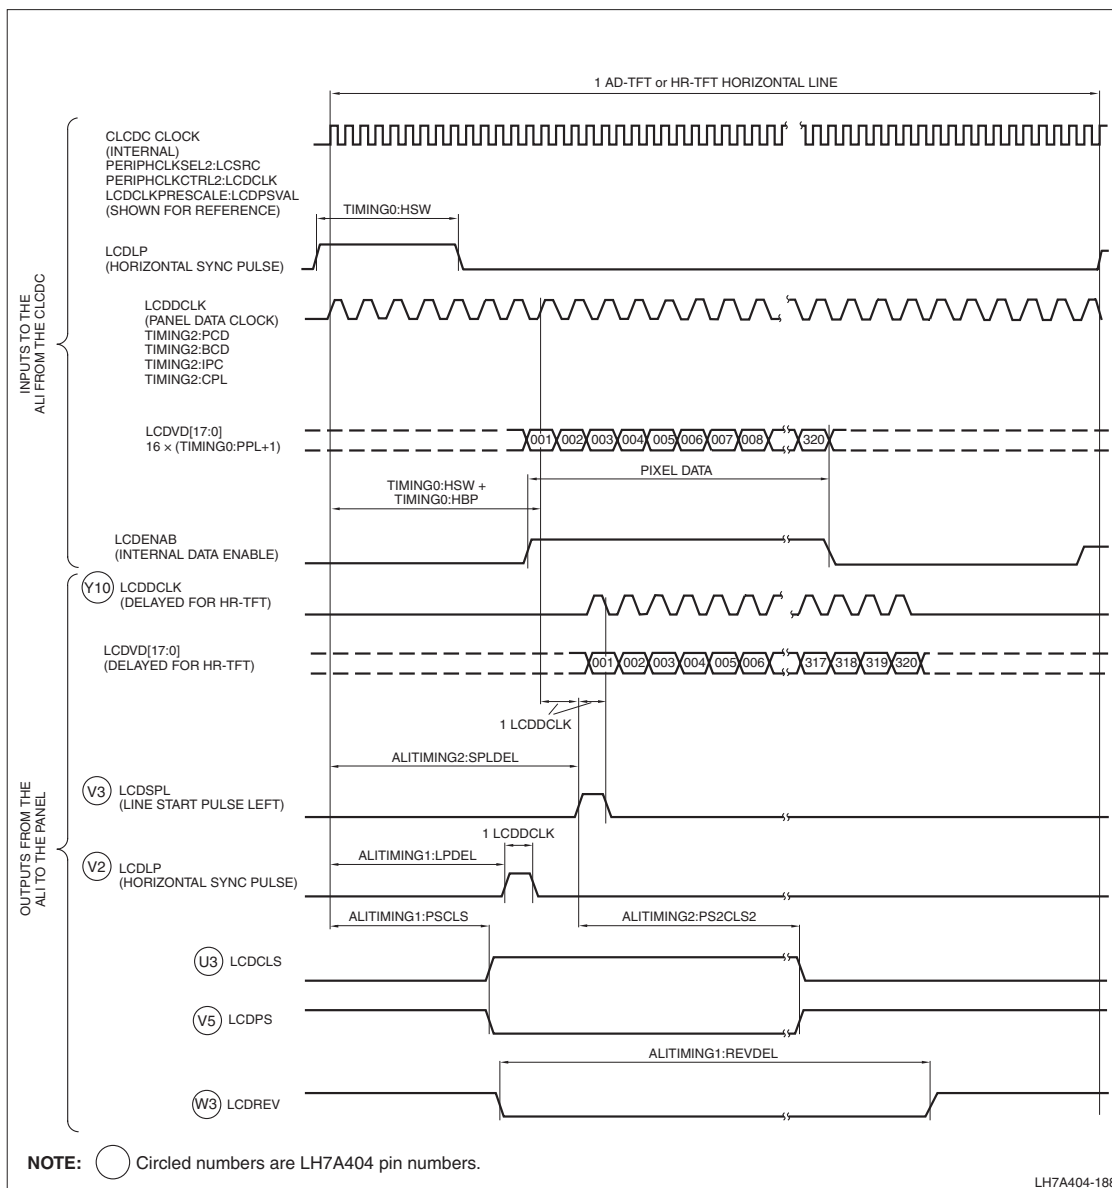 1 AD-TFT or HR-TFT HORIZONTAL LINE
INPUTS TO THE
ALI FROM THE CLCDC
CLCDC CLOCK
(INTERNAL)
PERIPHCLKSEL2:LCSRC
PERIPHCLKCTRL2:LCDCLK
LCDCLKPRESCALE:LCDPSVAL
(SHOWN FOR REFERENCE)
TIMING0:HSW
LCDLP
(HORIZONTAL SYNC PULSE)
LCDDCLK
(PANEL DATA CLOCK)
TIMING2:PCD
TIMING2:BCD
TIMING2:IPC
TIMING2:CPL
LCDVD[17:0]
16 × (TIMING0:PPL+1)
001 002 003 004 005 006 007 008 320
PIXEL DATA
TIMING0:HSW +
TIMING0:HBP
LCDENAB
(INTERNAL DATA ENABLE)
OUTPUTS FROM THE
ALI TO THE PANEL
Y10 LCDDCLK
(DELAYED FOR HR-TFT)
LCDVD[17:0]
(DELAYED FOR HR-TFT)
001 002 003 004 005 006 317 318 319 320
1 LCDDCLK
ALITIMING2:SPLDEL
V3 LCDSPL
(LINE START PULSE LEFT)
1 LCDDCLK
ALITIMING1:LPDEL
V2 LCDLP
(HORIZONTAL SYNC PULSE)
ALITIMING1:PSCLS ALITIMING2:PS2CLS2
U3 LCDCLS
V5 LCDPS
ALITIMING1:REVDEL
W3 LCDREV
NOTE: Circled numbers are LH7A404 pin numbers.
LH7A404-188